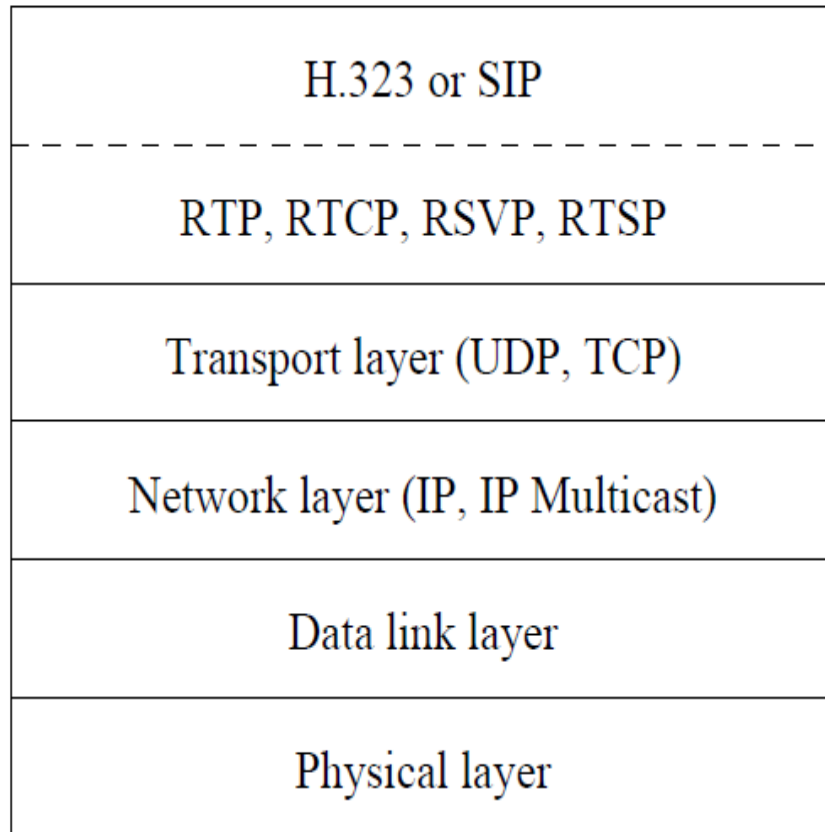 H.323 or SIP
RTP, RTCP, RSVP, RTSP
Transport layer (UDP, TCP)
Network layer (IP, IP Multicast)
Data link layer
Physical layer